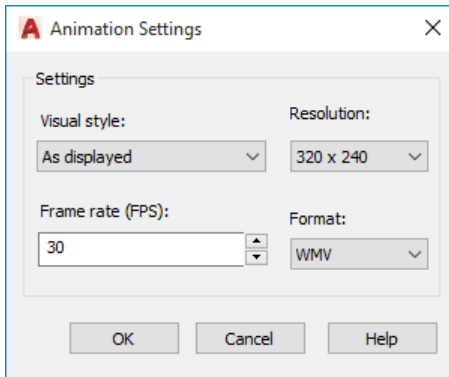 Animation Settings
Settings
Visual style:
Resolution:
As displayed
320 x 240
Frame rate (FPS):
Format:
30
WMV
OK
Cancel
Help